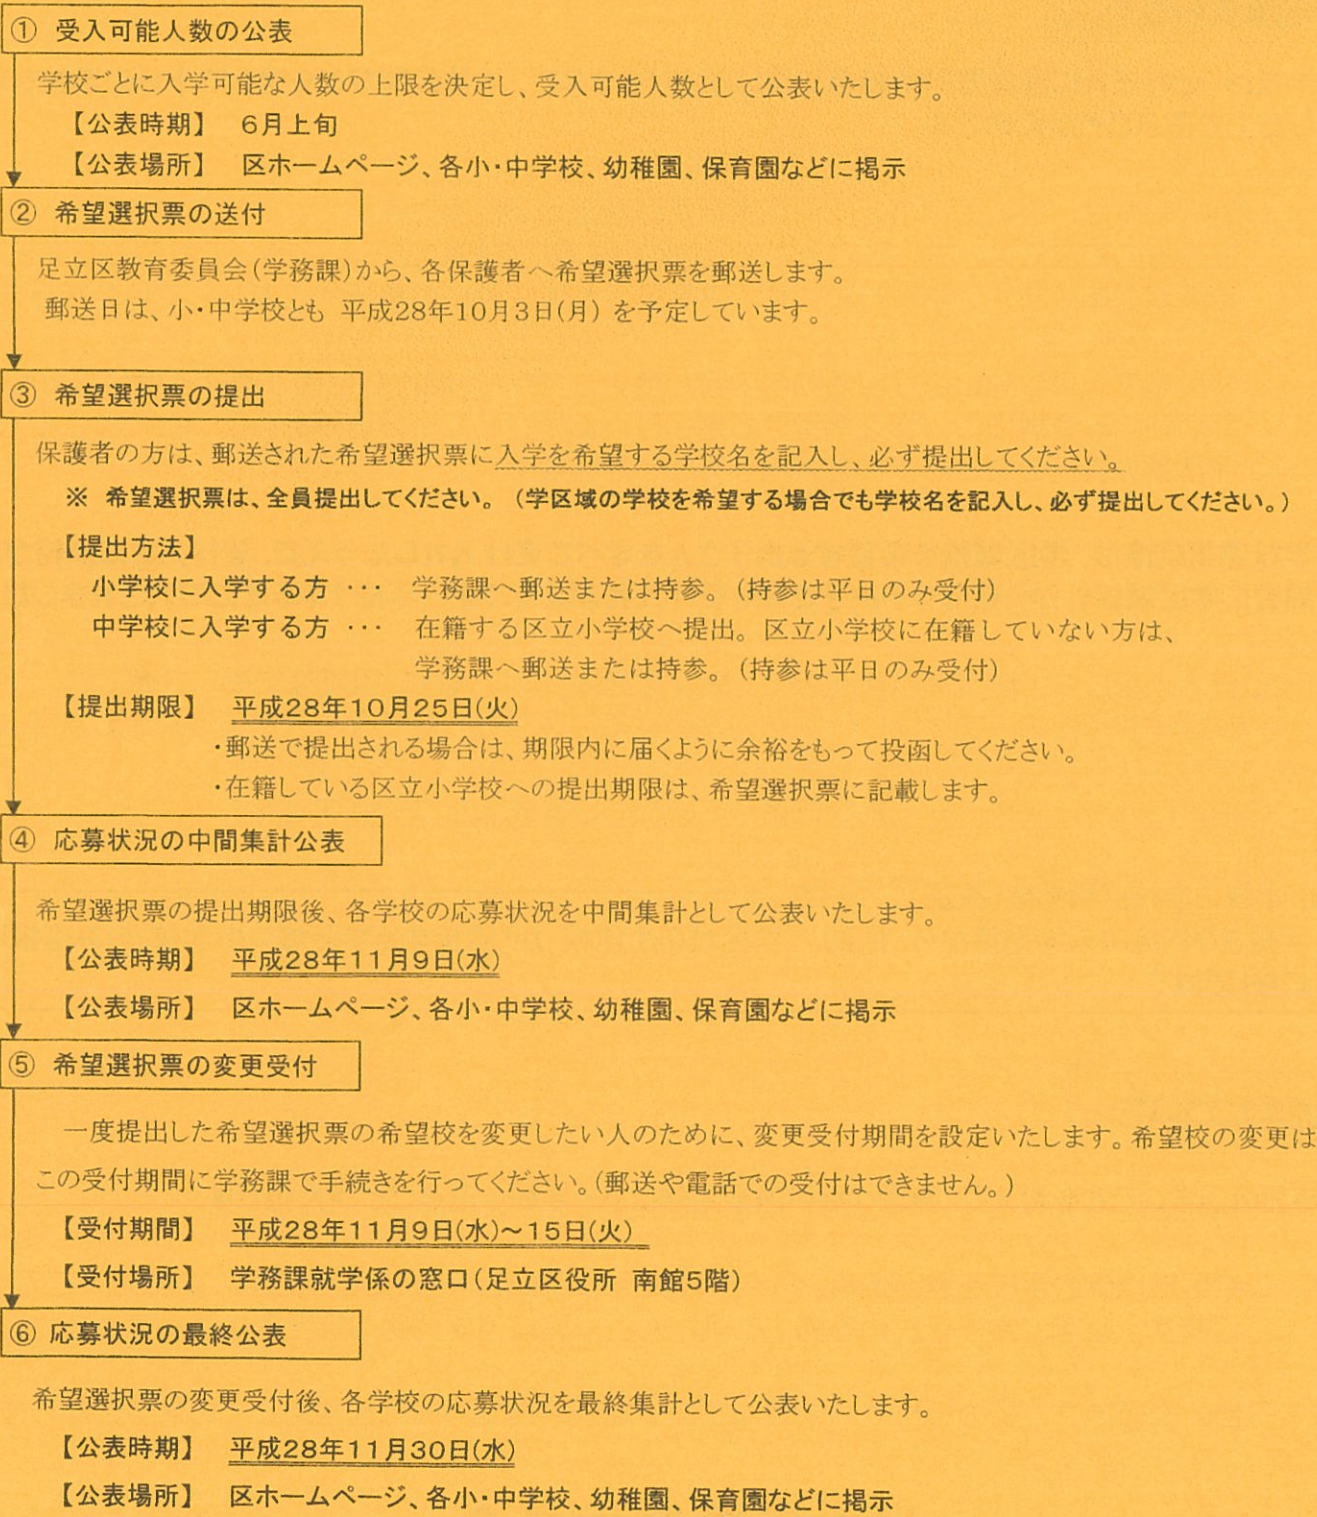 ① 受入可能人数の公表
学校ごとに入学可能な人数の上限を決定し、受入可能人数として公表いたします。
【公表時期】 6月上旬
【公表場所】 区ホームページ、各小・中学校、幼稚園、保育園などに掲示
② 希望選択票の送付
足立区教育委員会(学務課)から、各保護者へ希望選択票を郵送します。
郵送日は、小・中学校とも 平成28年10月3日(月) を予定しています。
③ 希望選択票の提出
保護者の方は、郵送された希望選択票に入学を希望する学校名を記入し、必ず提出してください。
※ 希望選択票は、全員提出してください。(学区域の学校を希望する場合でも学校名を記入し、必ず提出してください。)
【提出方法】
小学校に入学する方 ・・・ 学務課へ郵送または持参。(持参は平日のみ受付)
中学校に入学する方 ・・・ 在籍する区立小学校へ提出。区立小学校に在籍していない方は、
学務課へ郵送または持参。(持参は平日のみ受付)
【提出期限】 平成28年10月25日(火)
・郵送で提出される場合は、期限内に届くように余裕をもって投函してください。
・在籍している区立小学校への提出期限は、希望選択票に記載します。
④ 応募状況の中間集計公表
希望選択票の提出期限後、各学校の応募状況を中間集計として公表いたします。
【公表時期】 平成28年11月9日(水)
【公表場所】 区ホームページ、各小・中学校、幼稚園、保育園などに掲示
⑤ 希望選択票の変更受付
一度提出した希望選択票の希望校を変更したい人のために、変更受付期間を設定いたします。希望校の変更は
この受付期間に学務課で手続きを行ってください。(郵送や電話での受付はできません。)
【受付期間】 平成28年11月9日(水)~15日(火)
【受付場所】 学務課就学係の窓口(足立区役所 南館5階)
⑥ 応募状況の最終公表
希望選択票の変更受付後、各学校の応募状況を最終集計として公表いたします。
【公表時期】 平成28年11月30日(水)
【公表場所】 区ホームページ、各小・中学校、幼稚園、保育園などに掲示